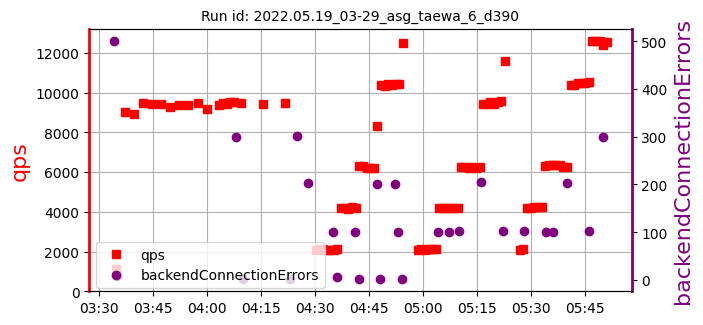 Run id: 2022.05.19_03-29_asg_taewa_6_d390
12000
10000
8000
6000
4000
2000
0
qps
500
400
300
200
100
0
backendConnectionErrors
qps
backendConnectionErrors
03:30 03:45 04:00 04:15 04:30 04:45 05:00 05:15 05:30 05:45